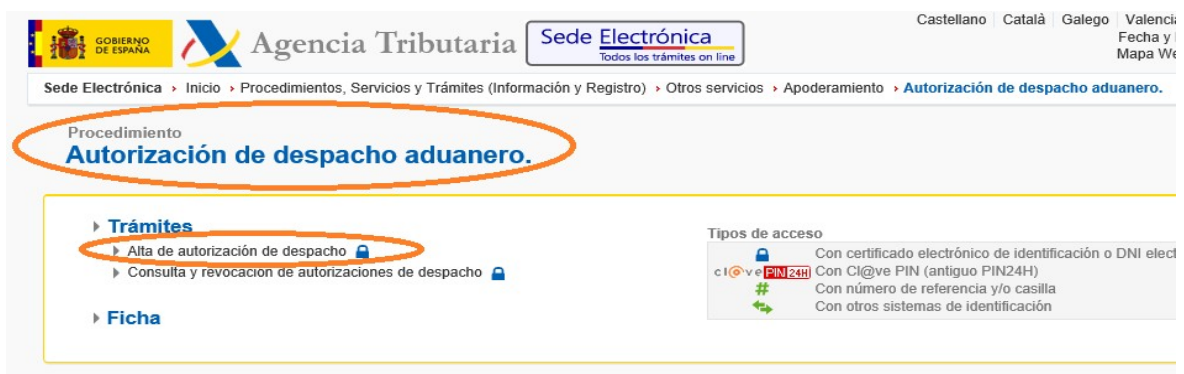 Castellano Català Galego Valencia
Fecha y
Mapa We
GOBIERNO
DE ESPAÑA
Agencia Tributaria
Sede Electrónica
Todos los trámites on line
Sede Electrónica › Inicio › Procedimientos, Servicios y Trámites (Información y Registro) › Otros servicios › Apoderamiento › Autorización de despacho aduanero.
Procedimiento
Autorización de despacho aduanero.
Trámites
Alta de autorización de despacho
Consulta y revocación de autorizaciones de despacho
Ficha
Tipos de acceso
Con certificado electrónico de identificación o DNI elect
cl@ve PIN 24H Con Cl@ve PIN (antiguo PIN24H)
# Con número de referencia y/o casilla
Con otros sistemas de identificación